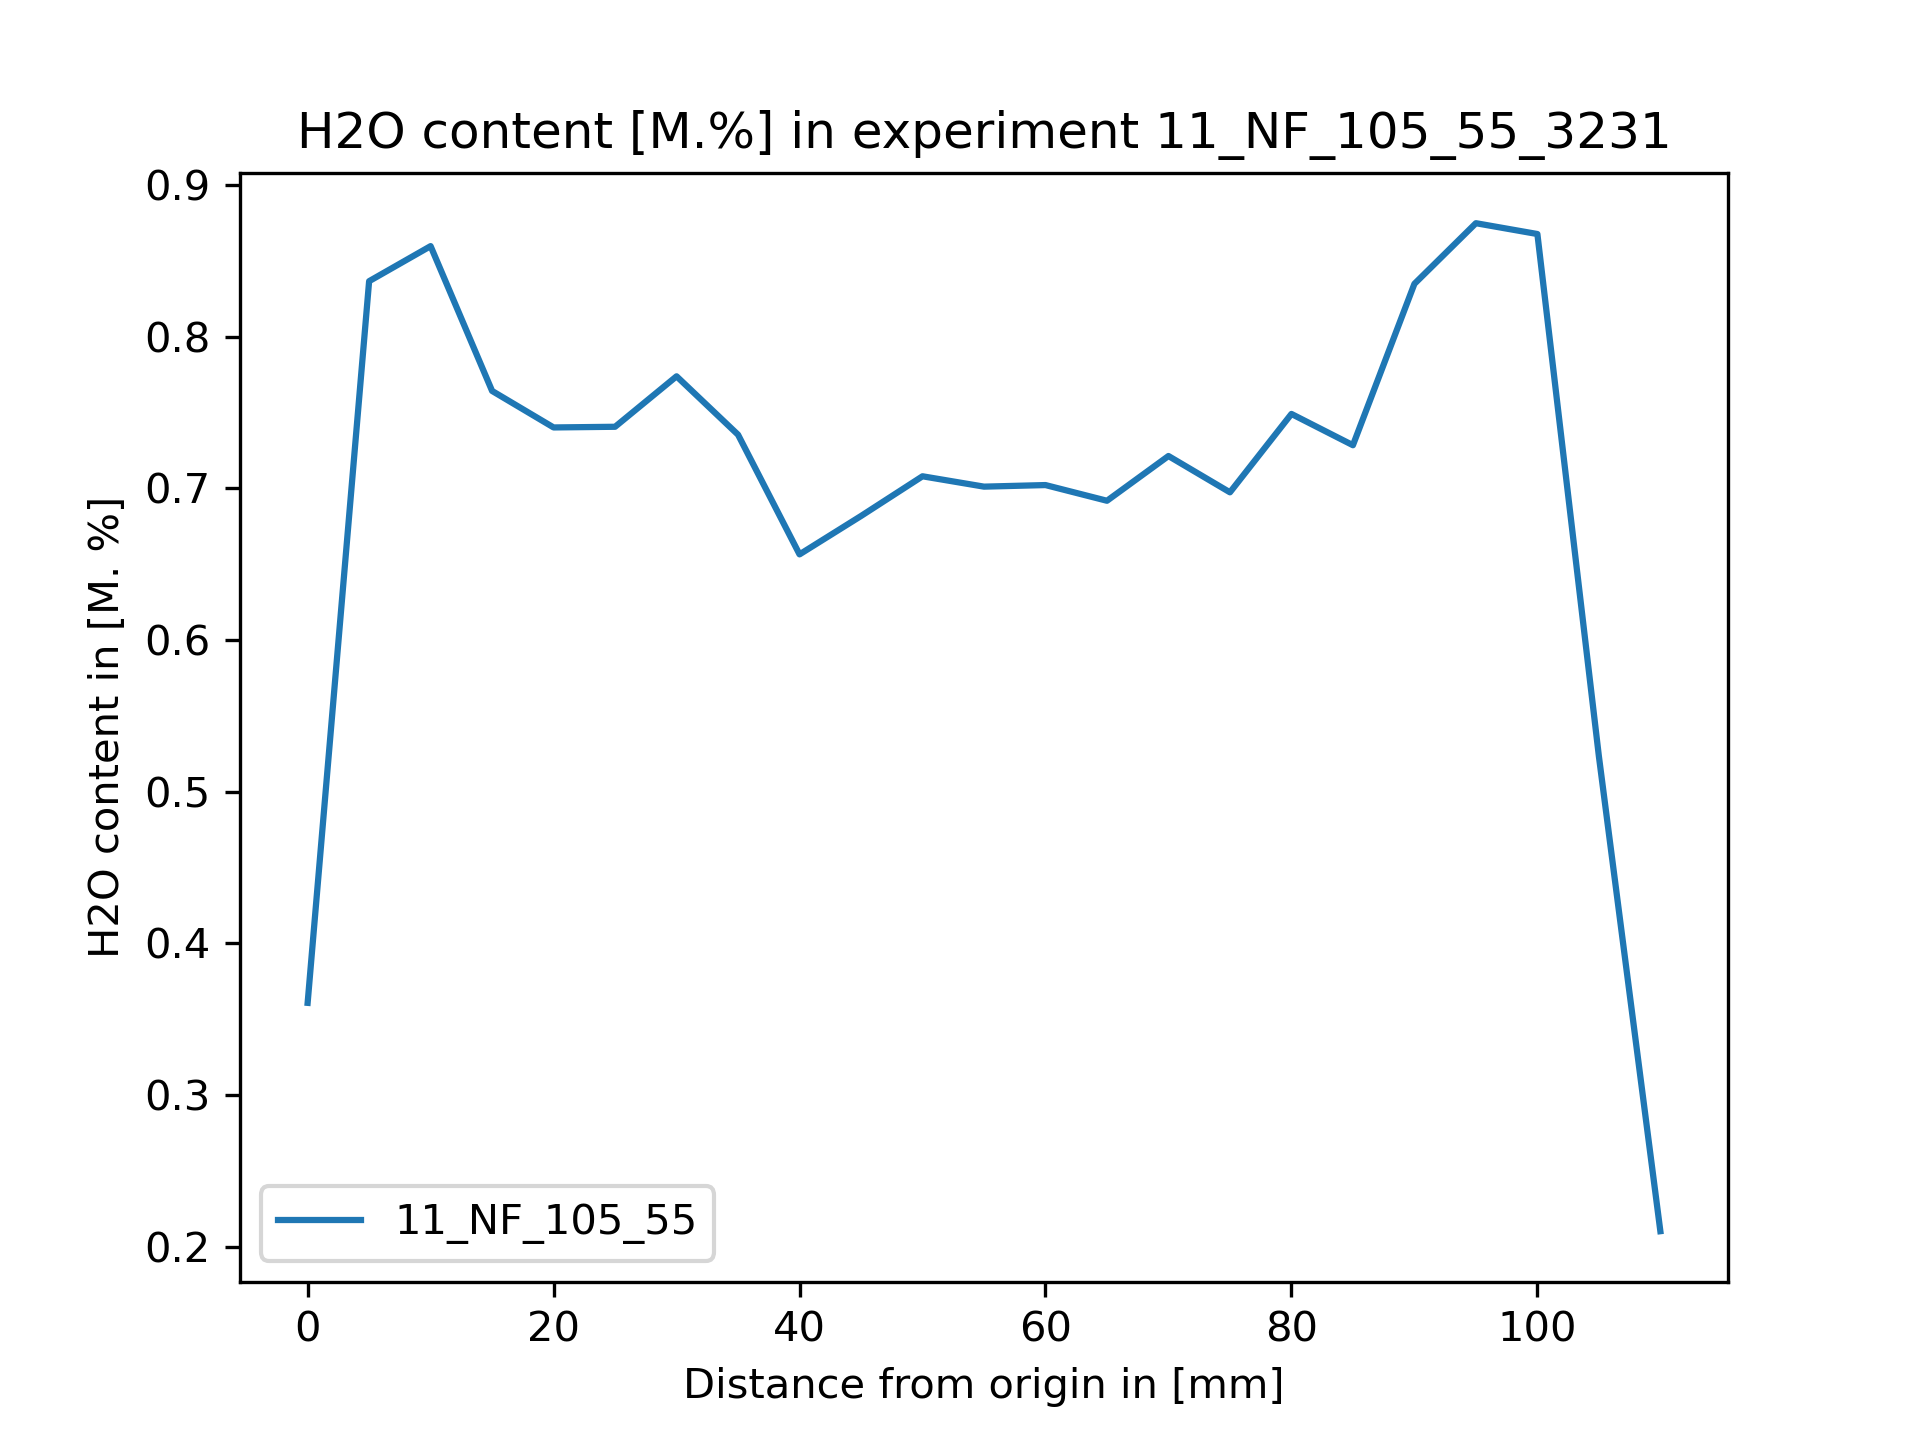 H2O content [M.%] in experiment 11_NF_105_55_3231
0.9
0.8
0.7
0.6
0.5
0.4
0.3
0.2
H2O content in [M. %]
11_NF_105_55
0 20 40 60 80 100
Distance from origin in [mm]